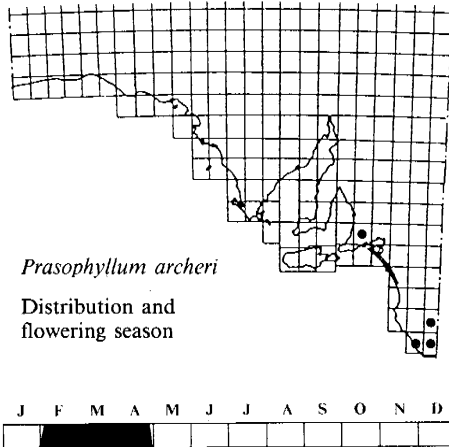 Prasophyllum archeri
Distribution and
flowering season
J F M A M J J A S O N D